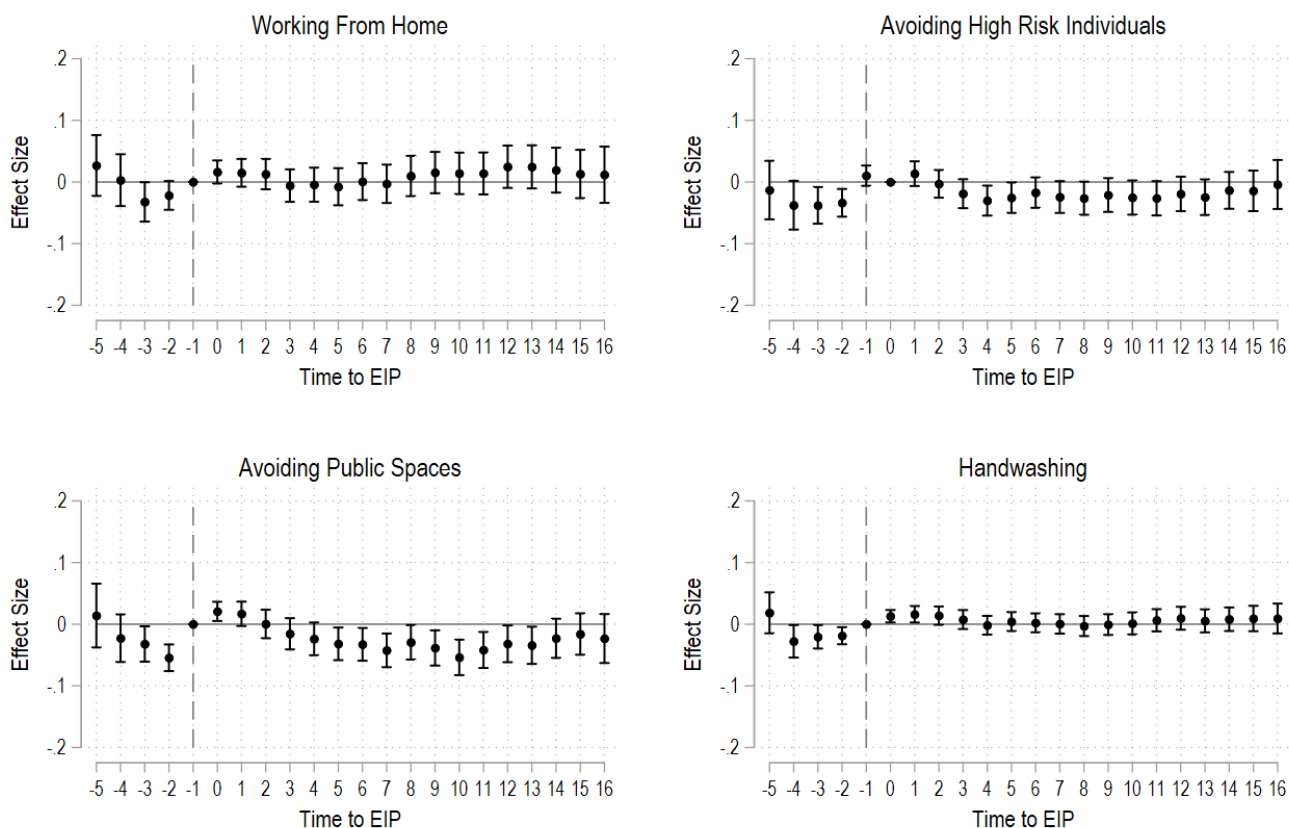 Working From Home
.2
.1
0
-.1
-.2
Effect Size
-5 -4 -3 -2 -1 0 1 2 3 4 5 6 7 8 9 10 11 12 13 14 15 16
Time to EIP
Avoiding High Risk Individuals
.2
.1
0
-.1
-.2
Effect Size
-5 -4 -3 -2 -1 0 1 2 3 4 5 6 7 8 9 10 11 12 13 14 15 16
Time to EIP
Avoiding Public Spaces
.2
.1
0
-.1
-.2
Effect Size
-5 -4 -3 -2 -1 0 1 2 3 4 5 6 7 8 9 10 11 12 13 14 15 16
Time to EIP
Handwashing
.2
.1
0
-.1
-.2
Effect Size
-5 -4 -3 -2 -1 0 1 2 3 4 5 6 7 8 9 10 11 12 13 14 15 16
Time to EIP